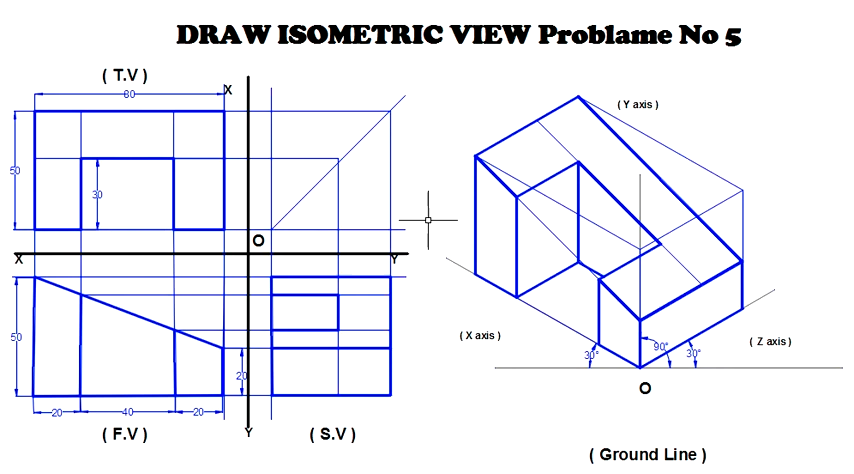 DRAW ISOMETRIC VIEW Problame No 5
( T.V )
X
80
50
30
O
X
Y
50
20
20
40
20
( F.V )
Y
( S.V )
( Y axis )
( X axis )
( Z axis )
30°
90°
30°
O
( Ground Line )